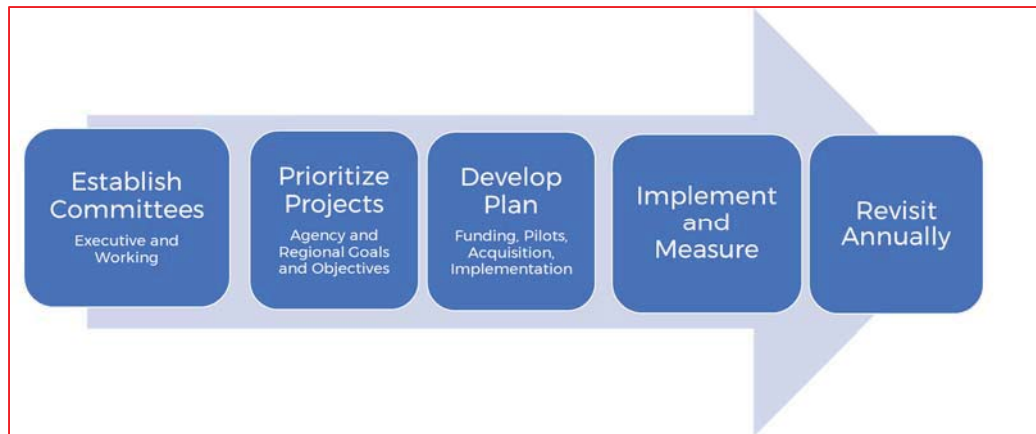 Establish
Committees
Executive and
Working
Prioritize
Projects
Agency and
Regional Goals
and Objectives
Develop
Plan
Funding, Pilots,
Acquisition,
Implementation
Implement
and
Measure
Revisit
Annually